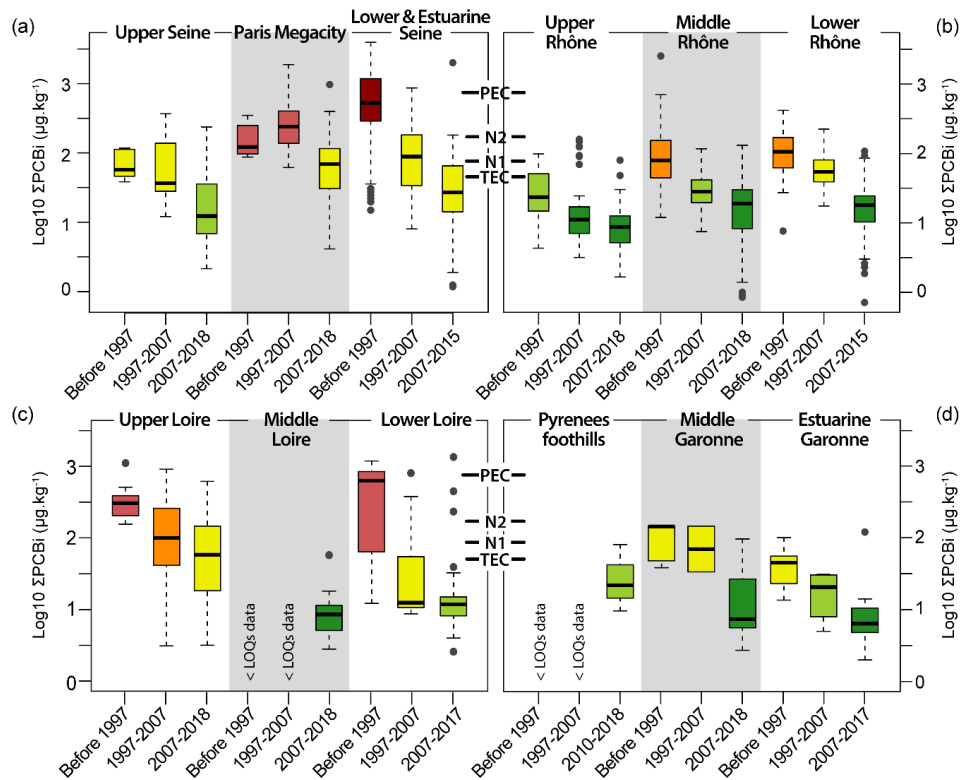 (a)
Upper Seine
Paris Megacity
Lower & Estuarine
Seine
Log10 ΣPCBi (µg.kg⁻¹)
3
2
1
0
Before 1997
1997-2007
2007-2018
Before 1997
1997-2007
2007-2018
Before 1997
1997-2007
2007-2015
PEC
N2
N1
TEC
(b)
Upper
Rhône
Middle
Rhône
Lower
Rhône
3
2
1
0
Log10 ΣPCBi (µg.kg⁻¹)
Before 1997
1997-2007
2007-2018
Before 1997
1997-2007
2007-2018
Before 1997
1997-2007
2007-2015
(c)
Upper Loire
Middle
Loire
Lower Loire
Log10 ΣPCBi (µg.kg⁻¹)
3
2
1
0
< LOQs data
< LOQs data
Before 1997
1997-2007
2007-2018
Before 1997
1997-2007
2007-2018
Before 1997
1997-2007
2007-2017
PEC
N2
N1
TEC
(d)
Pyrenees
foothills
Middle
Garonne
Estuarine
Garonne
3
2
1
0
Log10 ΣPCBi (µg.kg⁻¹)
< LOQs data
< LOQs data
Before 1997
1997-2007
2010-2018
Before 1997
1997-2007
2007-2018
Before 1997
1997-2007
2007-2017